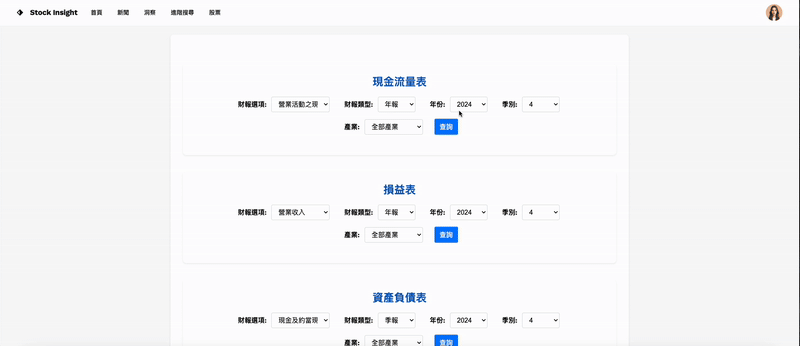 Stock Insight 首頁 新聞 洞察 進階搜尋 股票
現金流量表
財報選項: 營業活動之現 財報類型: 年報 年份: 2024 季別: 4
產業: 全部產業 查詢
損益表
財報選項: 營業收入 財報類型: 年報 年份: 2024 季別: 4
產業: 全部產業 查詢
資產負債表
財報選項: 現金及約當現 財報類型: 季報 年份: 2024 季別: 4
產業: 全部產業 查詢